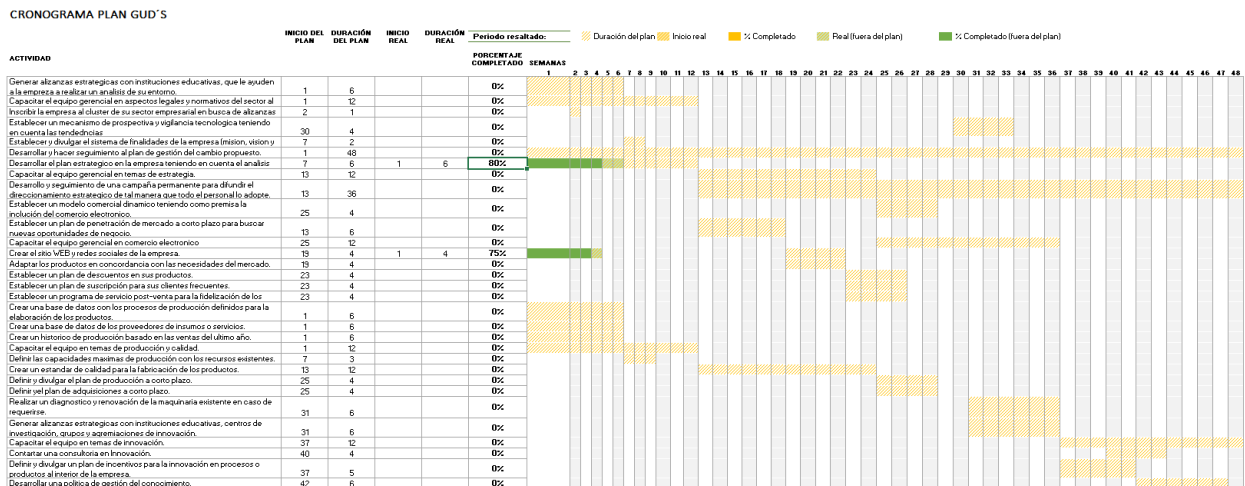 CRONOGRAMA PLAN GUD´S
INICIO DEL PLAN DURACIÓN DEL PLAN INICIO REAL DURACIÓN REAL Periodo resaltado: Duración del plan Inicio real % Completado Real (fuera del plan) % Completado (fuera del plan)
ACTIVIDAD PORCENTAJE COMPLETADO SEMANAS
1 2 3 4 5 6 7 8 9 10 11 12 13 14 15 16 17 18 19 20 21 22 23 24 25 26 27 28 29 30 31 32 33 34 35 36 37 38 39 40 41 42 43 44 45 46 47 48
Generar alizanzas estrategicas con instituciones educativas, que le ayuden
a la empreza a realizar un analisis de su entorno. 1 6 0%
Capacitar el equipo gerencial en aspectos legales y normativos del sector al 1 12 0%
Inscribir la empresa al cluster de su sector empresarial en busca de alizanzas 2 1 0%
Establecer un mecanismo de prospectiva y vigilancia tecnologica teniendo
en cuenta las tendedncias 30 4 0%
Establecer y divulgar el sistema de finalidades de la empresa (mision, vision y 7 2 0%
Desarrollar y hacer seguimiento al plan de gestión del cambio propuesto. 1 48 0%
Desarrollar el plan estrategico en la empresa teniendo en cuenta el analisis 7 6 1 6 80%
Capacitar al equipo gerencial en temas de estrategia. 13 12 0%
Desarrollo y seguimiento de una campaña permanente para difundir el
direccionamiento estrategico de tal manera que todo el personal lo adopte. 13 36 0%
Establecer un modelo comercial dinamico teniendo como premisa la
inclución del comercio electronico. 25 4 0%
Establecer un plan de penetración de mercado a corto plazo para buscar
nuevas oportunidades de negocio. 13 6 0%
Capacitar el equipo gerencial en comercio electronico 25 12 0%
Crear el sitio WEB y redes sociales de la empresa. 19 4 1 4 75%
Adaptar los productos en concordancia con las necesidades del mercado. 19 4 0%
Establecer un plan de descuentos en sus productos. 23 4 0%
Establecer un plan de suscripción para sus clientes frecuentes. 23 4 0%
Establecer un programa de servicio post-venta para la fidelización de los 23 4 0%
Crear una base de datos con los procesos de producción definidos para la
elaboración de los productos. 1 6 0%
Crear una base de datos de los proveedores de insumos o servicios. 1 6 0%
Crear un historico de producción basado en las ventas del ultimo año. 1 6 0%
Capacitar el equipo en temas de producción y calidad. 1 12 0%
Definir las capacidades maximas de producción con los recursos existentes. 7 3 0%
Crear un estandar de calidad para la fabricación de los productos. 13 12 0%
Definir y divulgar el plan de producción a corto plazo. 25 4 0%
Definir yel plan de adquisiciones a corto plazo. 25 4 0%
Realizar un diagnostico y renovación de la maquinaria existente en caso de
requerirse. 31 6 0%
Generar alizanzas estrategicas con instituciones educativas, centros de
investigación, grupos y agremiaciones de innovación. 31 6 0%
Capacitar el equipo en temas de innovación. 37 12 0%
Contartar una consultoria en Innovación. 40 4 0%
Definir y divulgar un plan de incentivos para la innovación en procesos o
productos al interior de la empresa. 37 5 0%
Desarrollar una politica de gestión del conocimiento. 42 6 0%